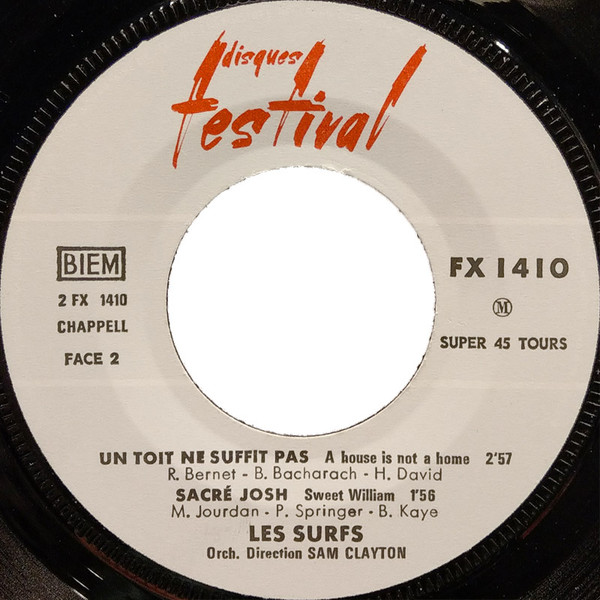 disques
festival
BIEM
2 FX 1410
CHAPPELL
FACE 2
FX 1410
M
SUPER 45 TOURS
UN TOIT NE SUFFIT PAS A house is not a home 2'57
R. Bernet - B. Bacharach - H. David
SACRÉ JOSH Sweet William 1'56
M. Jourdan - P. Springer - B. Kaye
LES SURFS
Orch. Direction SAM CLAYTON